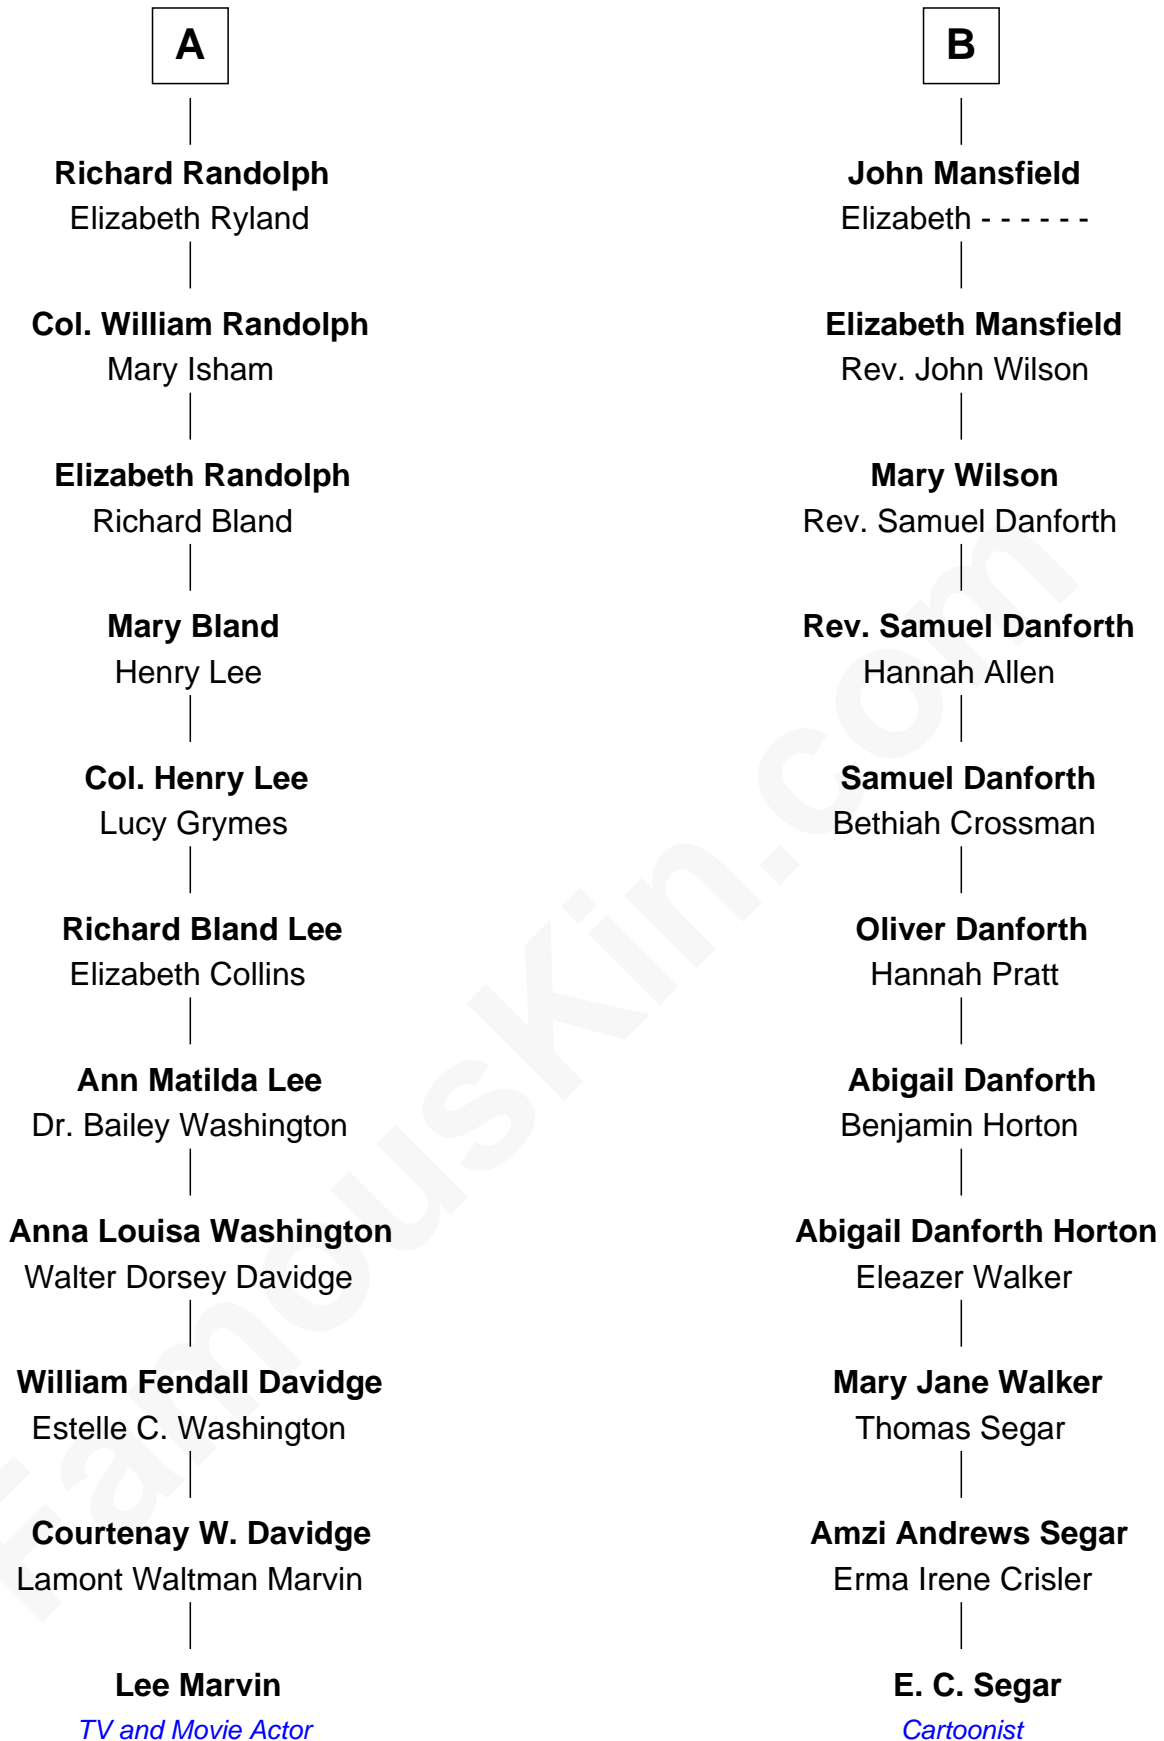 A
Richard Randolph
Elizabeth Ryland
Col. William Randolph
Mary Isham
Elizabeth Randolph
Richard Bland
Mary Bland
Henry Lee
Col. Henry Lee
Lucy Grymes
Richard Bland Lee
Elizabeth Collins
Ann Matilda Lee
Dr. Bailey Washington
Anna Louisa Washington
Walter Dorsey Davidge
William Fendall Davidge
Estelle C. Washington
Courtenay W. Davidge
Lamont Waltman Marvin
Lee Marvin
TV and Movie Actor
B
John Mansfield
Elizabeth - - - - - -
Elizabeth Mansfield
Rev. John Wilson
Mary Wilson
Rev. Samuel Danforth
Rev. Samuel Danforth
Hannah Allen
Samuel Danforth
Bethiah Crossman
Oliver Danforth
Hannah Pratt
Abigail Danforth
Benjamin Horton
Abigail Danforth Horton
Eleazer Walker
Mary Jane Walker
Thomas Segar
Amzi Andrews Segar
Erma Irene Crisler
E. C. Segar
Cartoonist
FamousKin.com